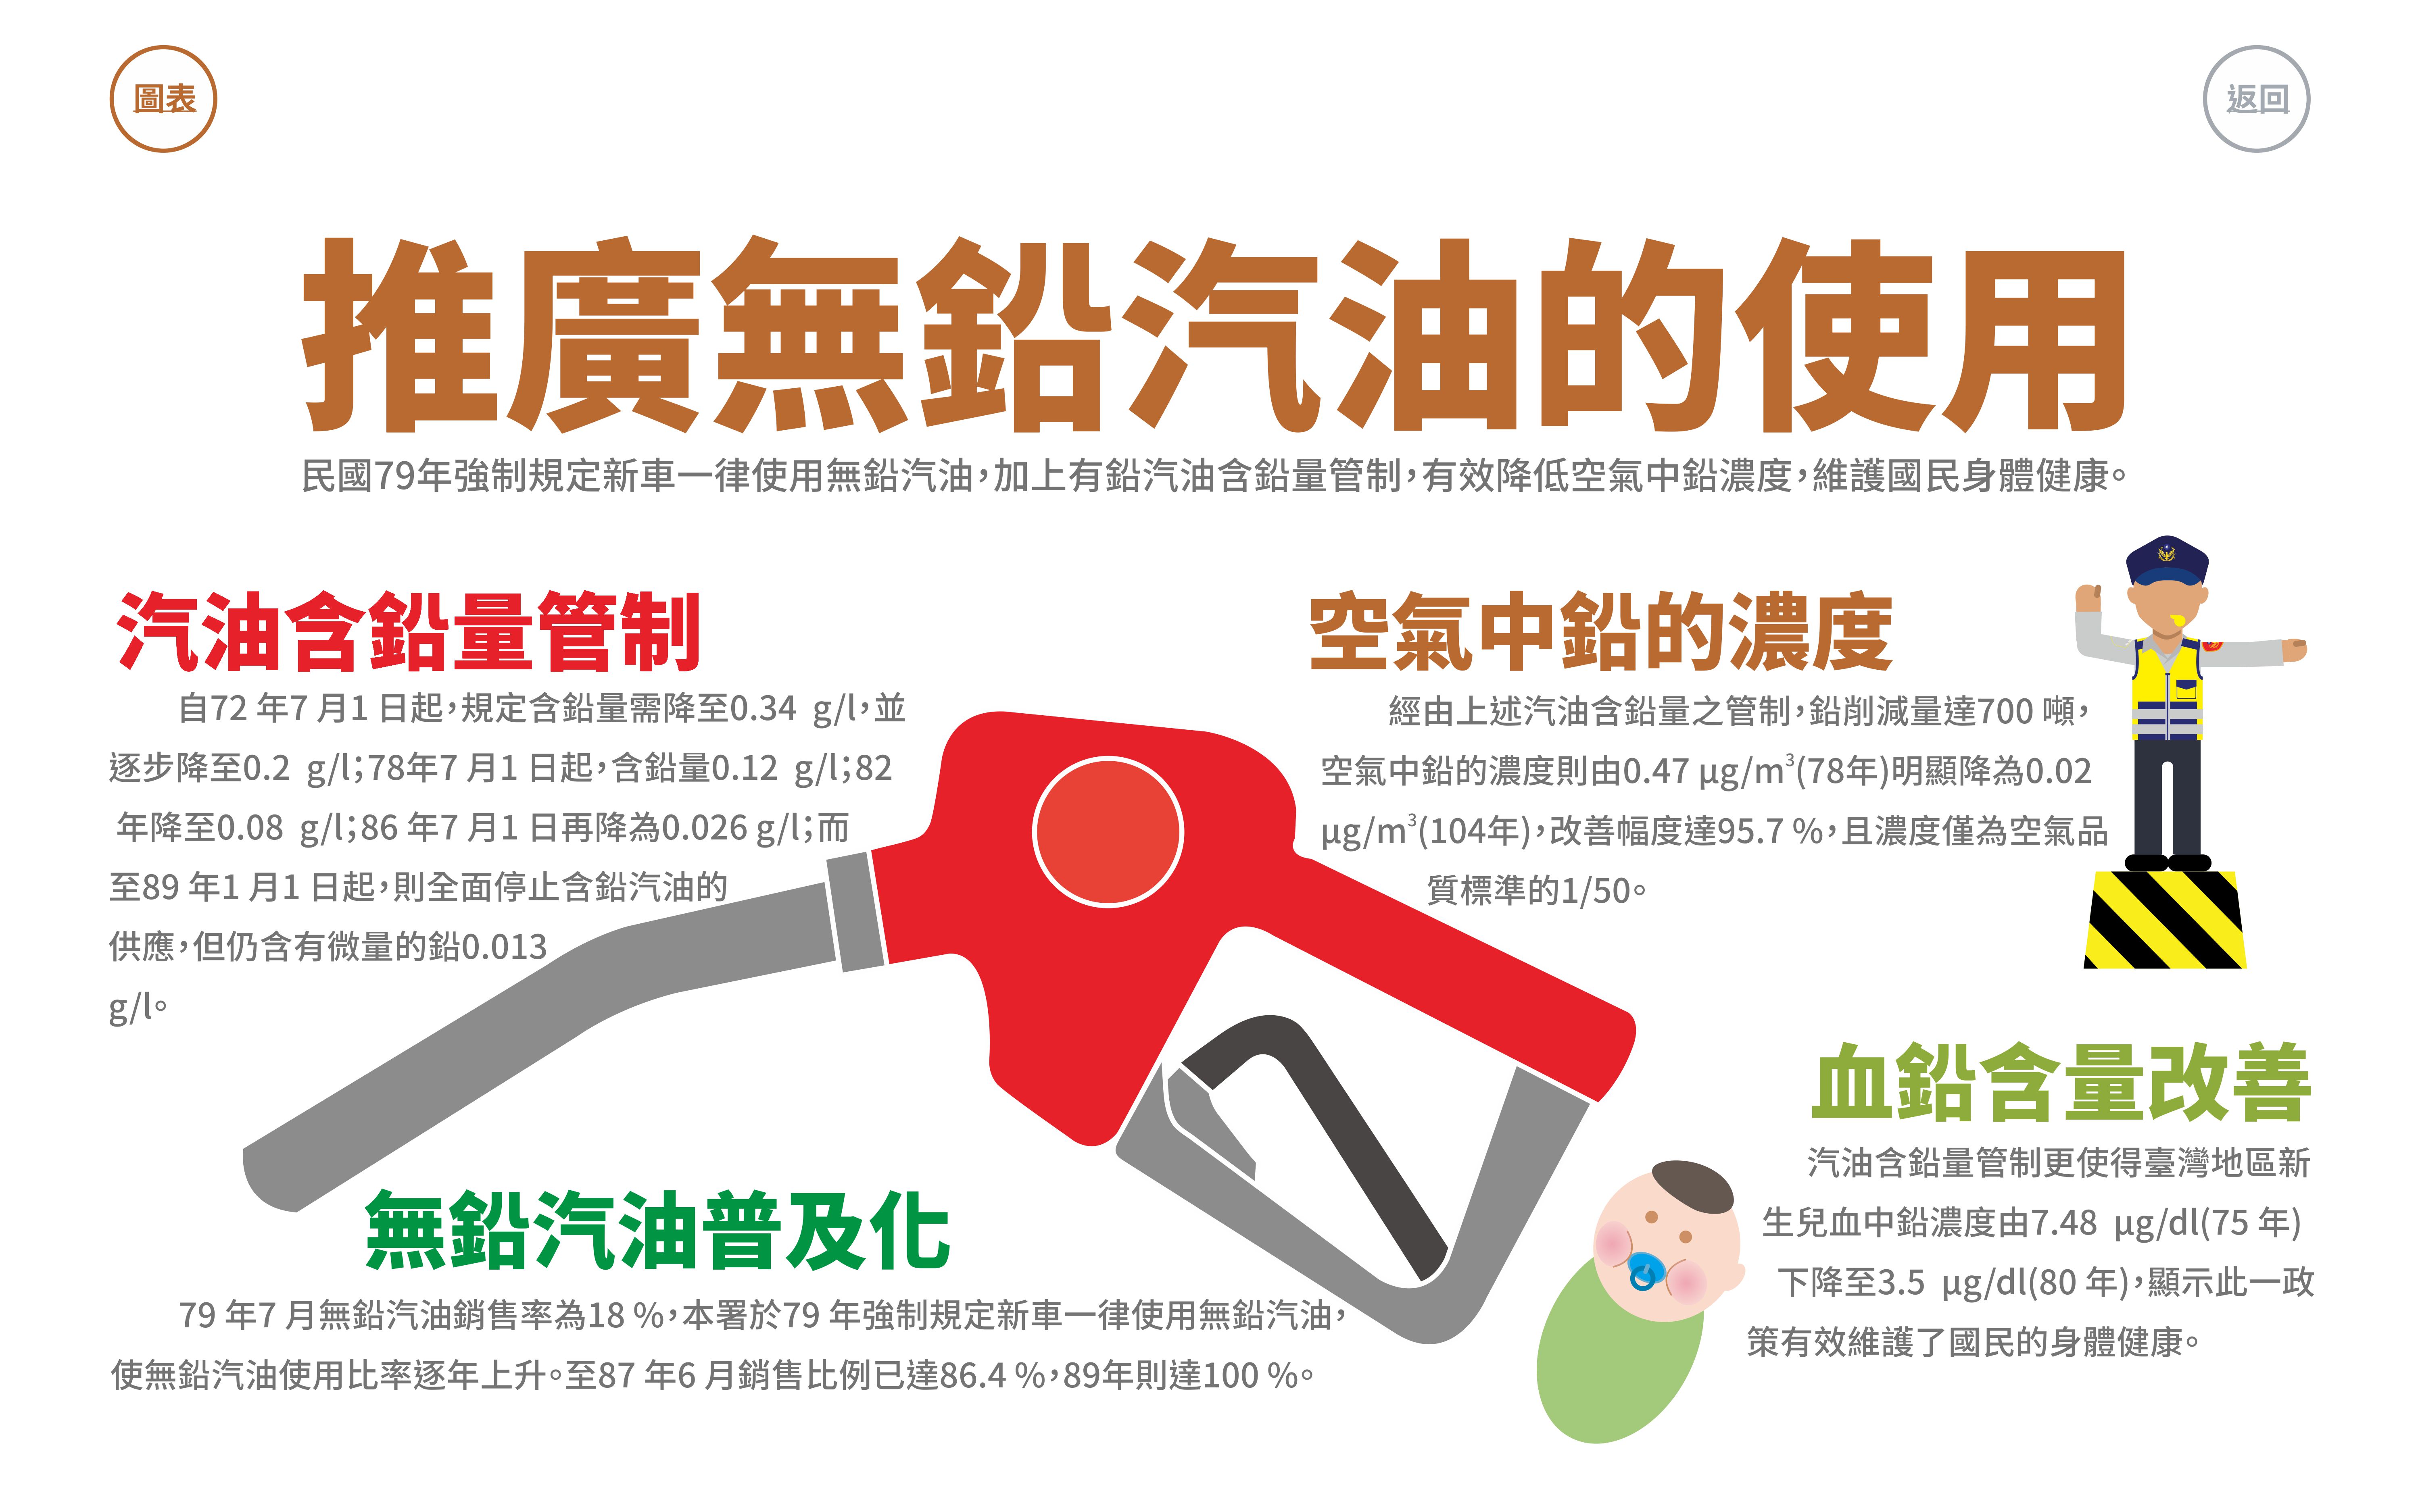 圖表
返回
推廣無鉛汽油的使用
民國79年強制規定新車一律使用無鉛汽油，加上有鉛汽油含鉛量管制，有效降低空氣中鉛濃度，維護國民身體健康。
汽油含鉛量管制
自72 年7 月1 日起，規定含鉛量需降至0.34 g/l，並
逐步降至0.2 g/l；78年7 月1 日起，含鉛量0.12 g/l；82
年降至0.08 g/l；86 年7 月1 日再降為0.026 g/l；而
至89 年1 月1 日起，則全面停止含鉛汽油的
供應，但仍含有微量的鉛0.013
g/l。
空氣中鉛的濃度
經由上述汽油含鉛量之管制，鉛削減量達700 噸，
空氣中鉛的濃度則由0.47 μg/m³(78年)明顯降為0.02
μg/m³(104年)，改善幅度達95.7 %，且濃度僅為空氣品
質標準的1/50。
血鉛含量改善
汽油含鉛量管制更使得臺灣地區新
生兒血中鉛濃度由7.48 μg/dl(75 年)
下降至3.5 μg/dl(80 年)，顯示此一政
策有效維護了國民的身體健康。
無鉛汽油普及化
79 年7 月無鉛汽油銷售率為18 %，本署於79 年強制規定新車一律使用無鉛汽油，
使無鉛汽油使用比率逐年上升。至87 年6 月銷售比例已達86.4 %，89年則達100 %。